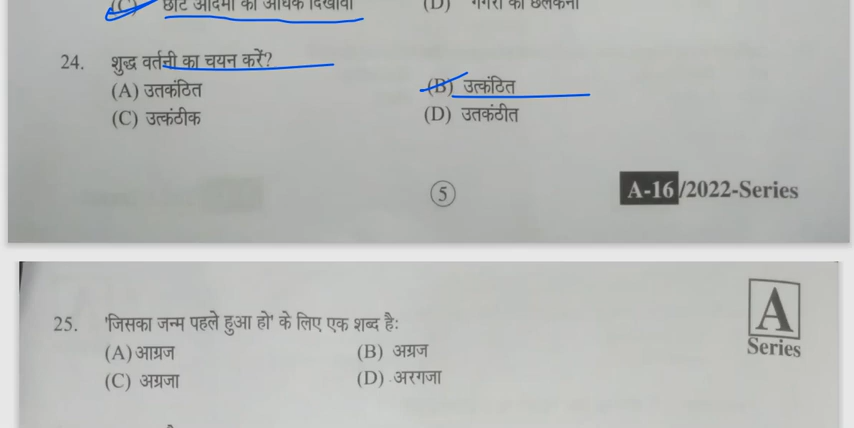 (C) छोटे आदमी का अधिक दिखावा (D) गगरी का छलकना
24. शुद्ध वर्तनी का चयन करें?
(A) उतकंठित (B) उत्कंठित
(C) उत्कंठीक (D) उतकंठीत
5 A-16/2022-Series
A
Series
25. 'जिसका जन्म पहले हुआ हो' के लिए एक शब्द है:
(A) आग्रज (B) अग्रज
(C) अग्रजा (D) अरगजा